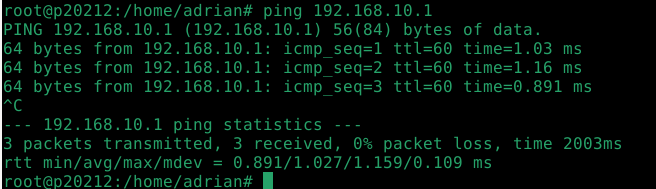 root@p20212:/home/adrian# ping 192.168.10.1
PING 192.168.10.1 (192.168.10.1) 56(84) bytes of data.
64 bytes from 192.168.10.1: icmp_seq=1 ttl=60 time=1.03 ms
64 bytes from 192.168.10.1: icmp_seq=2 ttl=60 time=1.16 ms
64 bytes from 192.168.10.1: icmp_seq=3 ttl=60 time=0.891 ms
^C
--- 192.168.10.1 ping statistics ---
3 packets transmitted, 3 received, 0% packet loss, time 2003ms
rtt min/avg/max/mdev = 0.891/1.027/1.159/0.109 ms
root@p20212:/home/adrian#